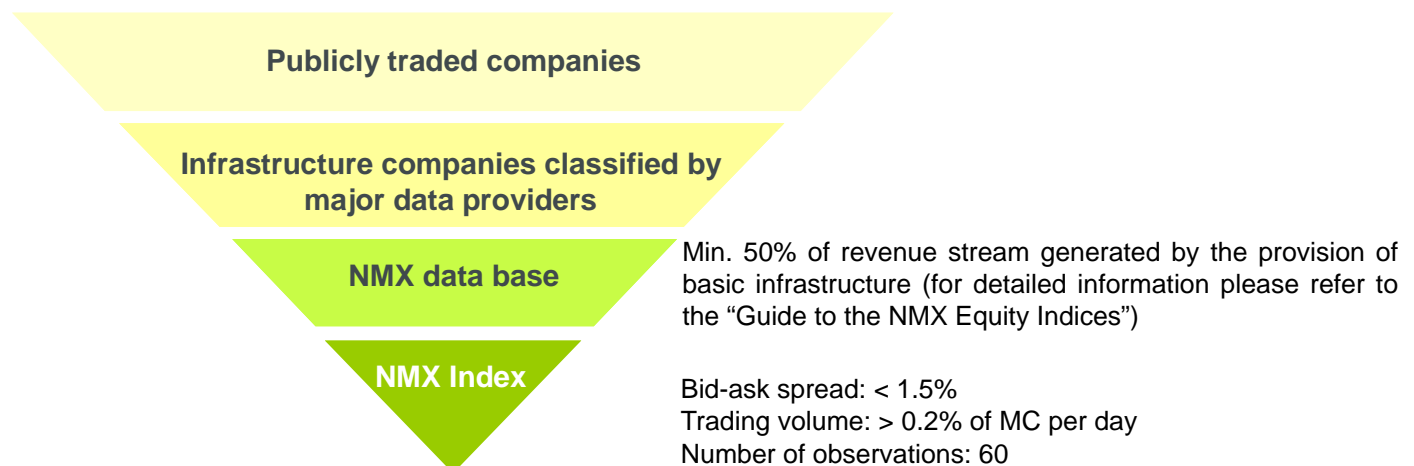 Publicly traded companies
Infrastructure companies classified by
major data providers
NMX data base
Min. 50% of revenue stream generated by the provision of
basic infrastructure (for detailed information please refer to
the “Guide to the NMX Equity Indices”)
NMX Index
Bid-ask spread: < 1.5%
Trading volume: > 0.2% of MC per day
Number of observations: 60